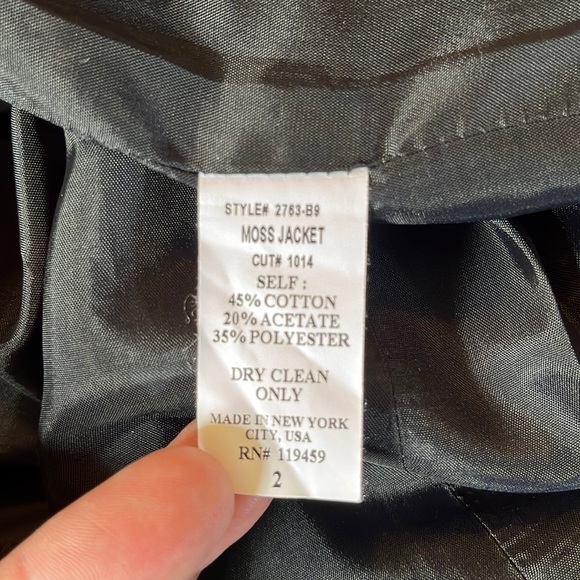 STYLE# 2763-B9
MOSS JACKET
CUT# 1014
SELF :
45% COTTON
20% ACETATE
35% POLYESTER
DRY CLEAN
ONLY
MADE IN NEW YORK
CITY, USA
RN# 119459
2